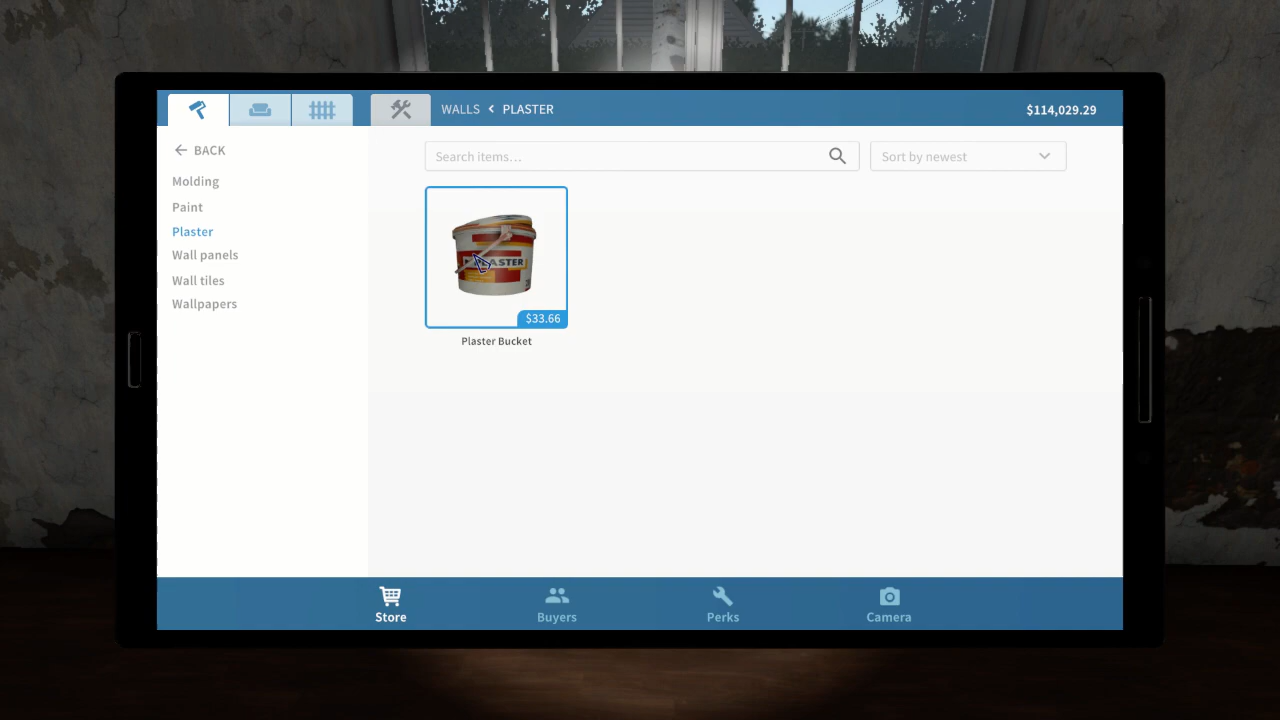 WALLS < PLASTER
$114,029.29
BACK
Molding
Paint
Plaster
Wall panels
Wall tiles
Wallpapers
Search items...
Sort by newest
PLASTER
$33.66
Plaster Bucket
Store
Buyers
Perks
Camera